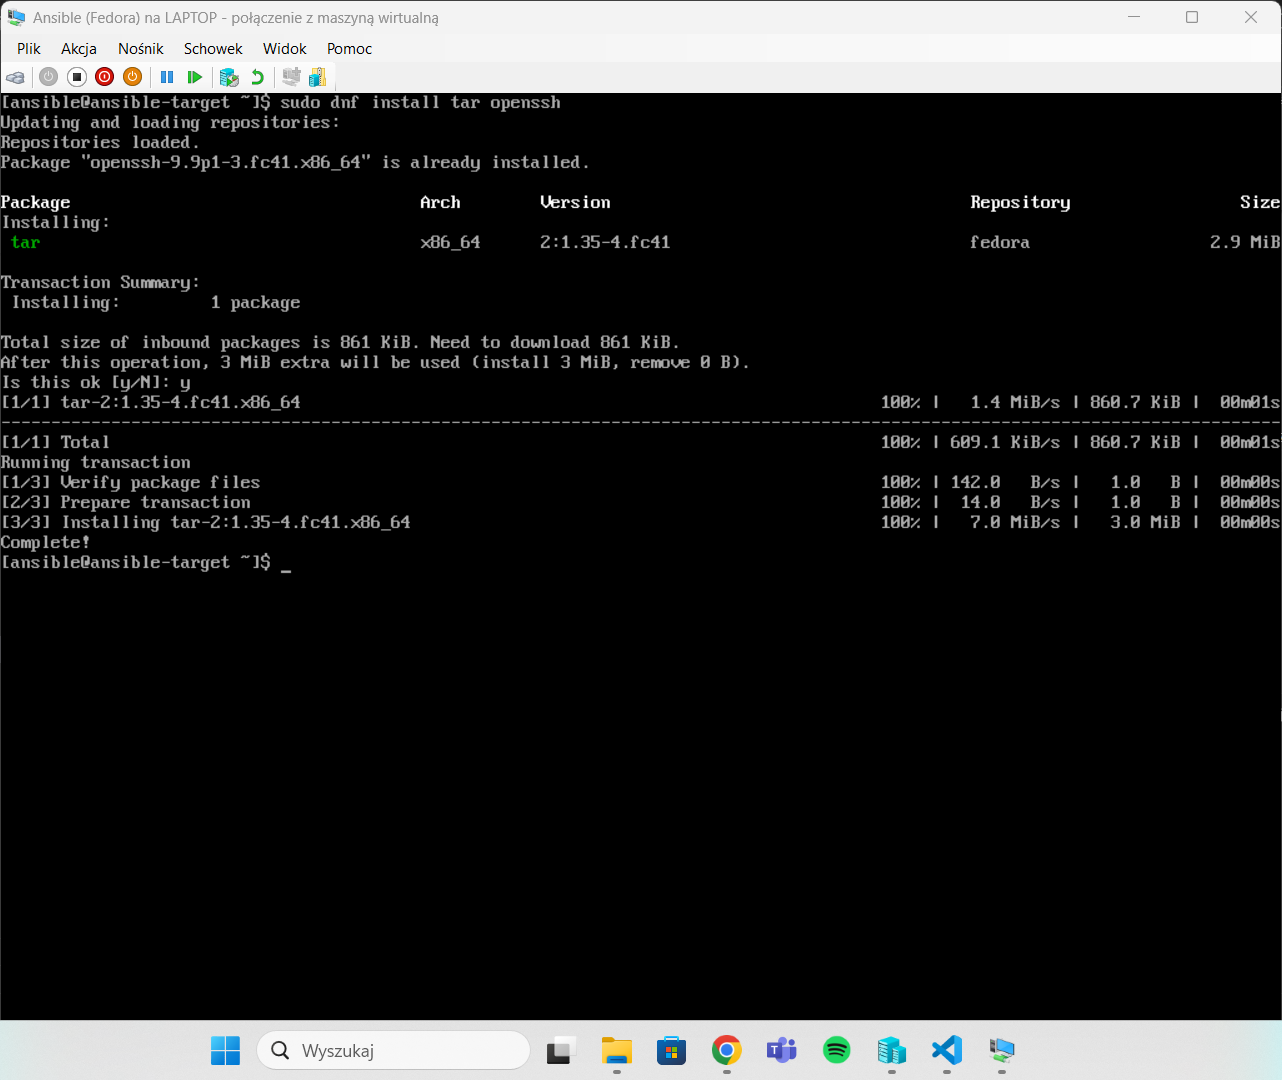 Ansible (Fedora) na LAPTOP - połączenie z maszyną wirtualną
Plik Akcja Nośnik Schowek Widok Pomoc
[ansible@ansible-target ~]$ sudo dnf install tar openssh
Updating and loading repositories:
Repositories loaded.
Package "openssh-9.9p1-3.fc41.x86_64" is already installed.
Package Arch Version Repository Size
Installing:
tar x86_64 2:1.35-4.fc41 fedora 2.9 MiB
Transaction Summary:
Installing: 1 package
Total size of inbound packages is 861 KiB. Need to download 861 KiB.
After this operation, 3 MiB extra will be used (install 3 MiB, remove 0 B).
Is this ok [y/N]: y
[1/1] tar-2:1.35-4.fc41.x86_64 100% | 1.4 MiB/s | 860.7 KiB | 00m01s
--------------------------------------------------------------------------------------------------------------------------------
[1/1] Total 100% | 609.1 KiB/s | 860.7 KiB | 00m01s
Running transaction
[1/3] Verify package files 100% | 142.0 B/s | 1.0 B | 00m00s
[2/3] Prepare transaction 100% | 14.0 B/s | 1.0 B | 00m00s
[3/3] Installing tar-2:1.35-4.fc41.x86_64 100% | 7.0 MiB/s | 3.0 MiB | 00m00s
Complete!
[ansible@ansible-target ~]$ _
Wyszukaj